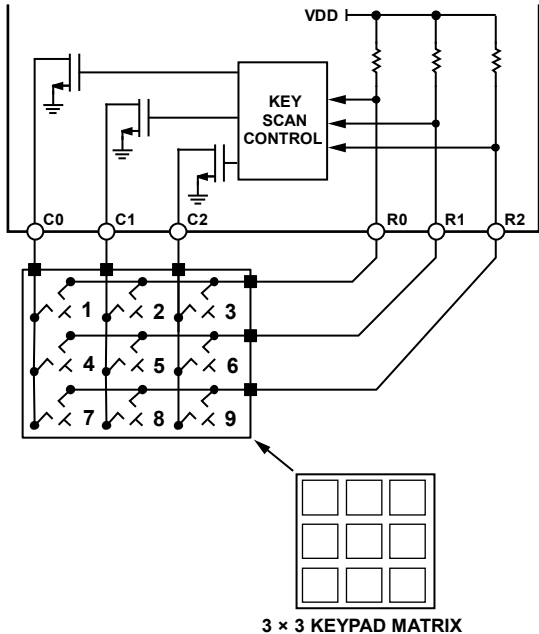 VDD
KEY
SCAN
CONTROL
C0 C1 C2 R0 R1 R2
1 2 3
4 5 6
7 8 9
3 × 3 KEYPAD MATRIX